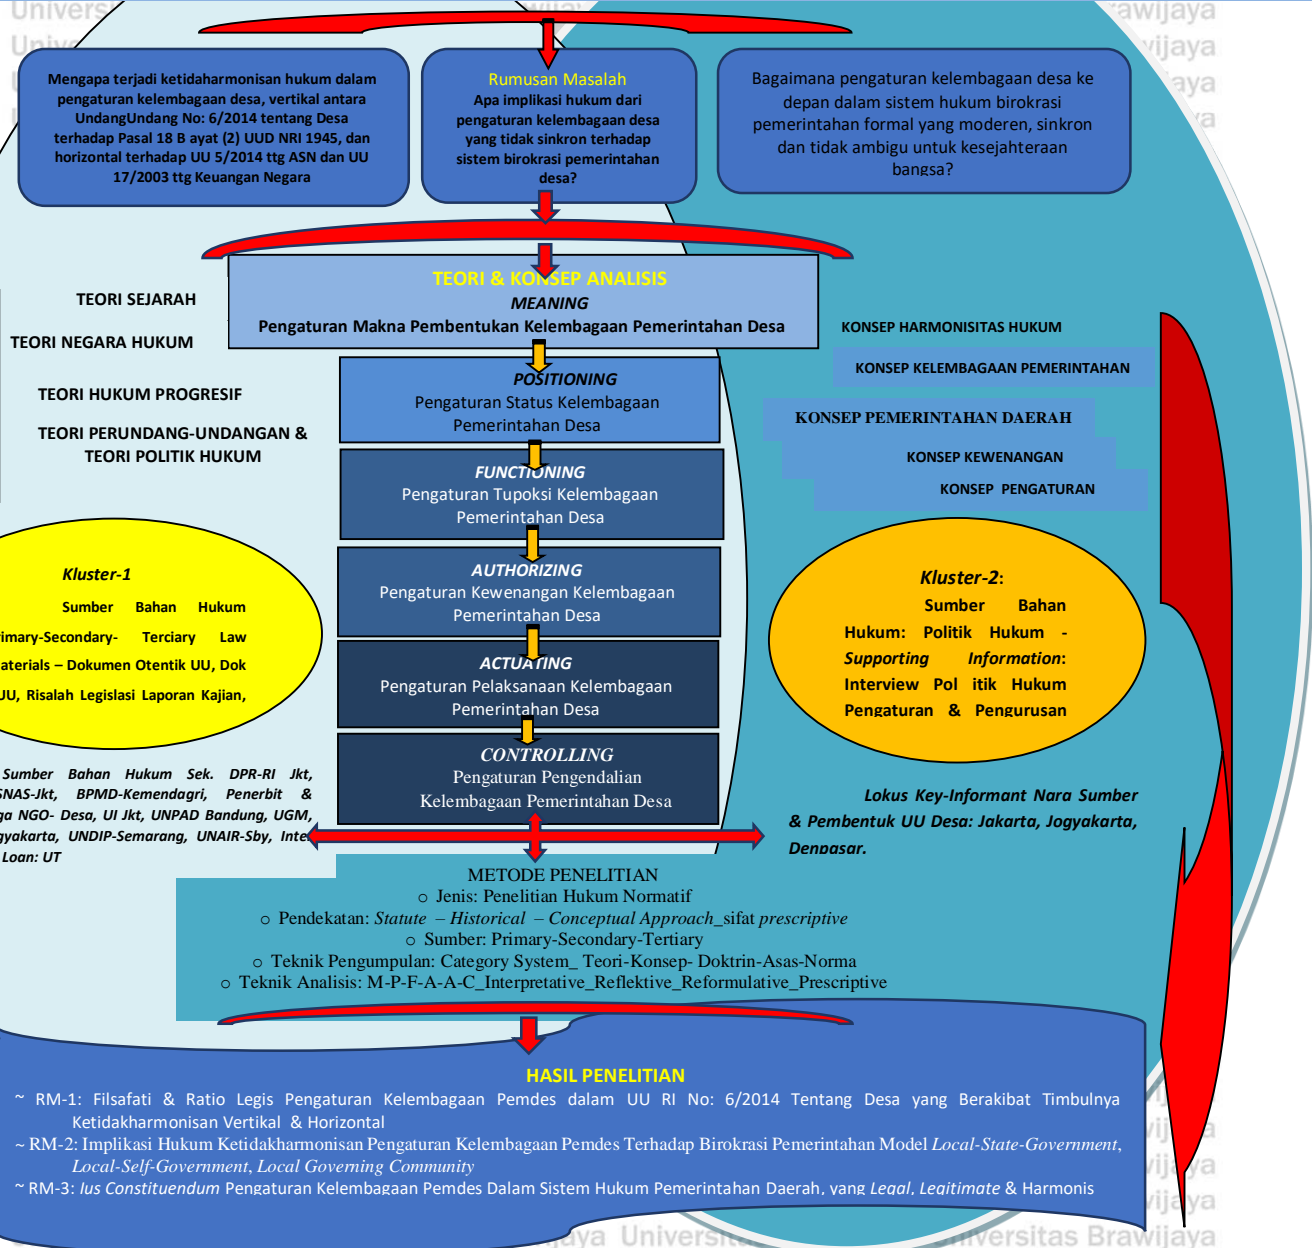 Mengapa terjadi ketidaharmonisan hukum dalam
pengaturan kelembagaan desa, vertikal antara
UndangUndang No: 6/2014 tentang Desa
terhadap Pasal 18 B ayat (2) UUD NRI 1945, dan
horizontal terhadap UU 5/2014 ttg ASN dan UU
17/2003 ttg Keuangan Negara
Rumusan Masalah
Apa implikasi hukum dari
pengaturan kelembagaan desa
yang tidak sinkron terhadap
sistem birokrasi pemerintahan
desa?
Bagaimana pengaturan kelembagaan desa ke
depan dalam sistem hukum birokrasi
pemerintahan formal yang moderen, sinkron
dan tidak ambigu untuk kesejahteraan
bangsa?
TEORI & KONSEP ANALISIS
MEANING
Pengaturan Makna Pembentukan Kelembagaan Pemerintahan Desa
TEORI SEJARAH
TEORI NEGARA HUKUM
TEORI HUKUM PROGRESIF
TEORI PERUNDANG-UNDANGAN &
TEORI POLITIK HUKUM
POSITIONING
Pengaturan Status Kelembagaan
Pemerintahan Desa
FUNCTIONING
Pengaturan Tupoksi Kelembagaan
Pemerintahan Desa
AUTHORIZING
Pengaturan Kewenangan Kelembagaan
Pemerintahan Desa
ACTUATING
Pengaturan Pelaksanaan Kelembagaan
Pemerintahan Desa
CONTROLLING
Pengaturan Pengendalian
Kelembagaan Pemerintahan Desa
KONSEP HARMONISITAS HUKUM
KONSEP KELEMBAGAAN PEMERINTAHAN
KONSEP PEMERINTAHAN DAERAH
KONSEP KEWENANGAN
KONSEP PENGATURAN
Kluster-1
Sumber Bahan Hukum
rimary-Secondary- Terciary Law
aterials – Dokumen Otentik UU, Dok
UU, Risalah Legislasi Laporan Kajian,
Sumber Bahan Hukum Sek. DPR-RI Jkt,
SNAS-Jkt, BPMD-Kemendagri, Penerbit &
ga NGO- Desa, UI Jkt, UNPAD Bandung, UGM,
gyakarta, UNDIP-Semarang, UNAIR-Sby, Inter
Loan: UT
Kluster-2:
Sumber Bahan
Hukum: Politik Hukum -
Supporting Information:
Interview Pol itik Hukum
Pengaturan & Pengurusan
Lokus Key-Informant Nara Sumber
& Pembentuk UU Desa: Jakarta, Jogyakarta,
Denpasar.
METODE PENELITIAN
o Jenis: Penelitian Hukum Normatif
o Pendekatan: Statute – Historical – Conceptual Approach_sifat prescriptive
o Sumber: Primary-Secondary-Tertiary
o Teknik Pengumpulan: Category System_ Teori-Konsep- Doktrin-Asas-Norma
o Teknik Analisis: M-P-F-A-A-C_Interpretative_Reflektive_Reformulative_Prescriptive
HASIL PENELITIAN
~ RM-1: Filsafati & Ratio Legis Pengaturan Kelembagaan Pemdes dalam UU RI No: 6/2014 Tentang Desa yang Berakibat Timbulnya
Ketidakharmonisan Vertikal & Horizontal
~ RM-2: Implikasi Hukum Ketidakharmonisan Pengaturan Kelembagaan Pemdes Terhadap Birokrasi Pemerintahan Model Local-State-Government,
Local-Self-Government, Local Governing Community
~ RM-3: Ius Constituendum Pengaturan Kelembagaan Pemdes Dalam Sistem Hukum Pemerintahan Daerah, yang Legal, Legitimate & Harmonis